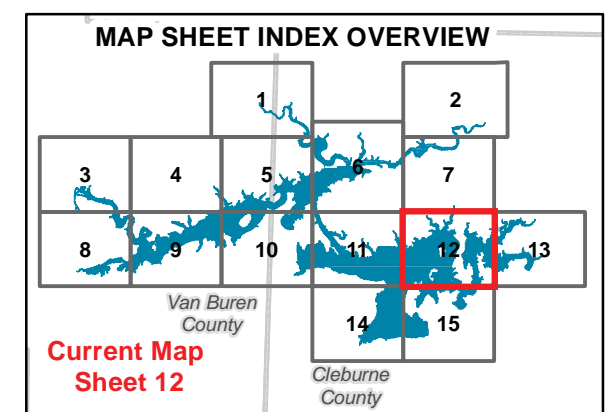 MAP SHEET INDEX OVERVIEW
1
2
3
4
5
6
7
8
9
10
11
12
13
Van Buren
County
14
15
Current Map
Sheet 12
Cleburne
County